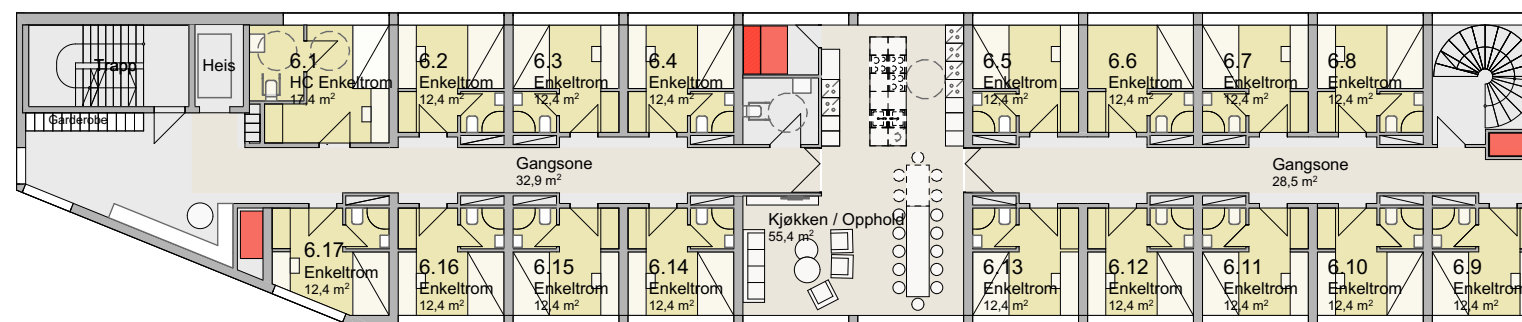 Trapp
Heis
Garderobe
6.1
HC Enkeltrom
17,4 m²
6.2
Enkeltrom
12,4 m²
6.3
Enkeltrom
12,4 m²
6.4
Enkeltrom
12,4 m²
6.5
Enkeltrom
12,4 m²
6.6
Enkeltrom
12,4 m²
6.7
Enkeltrom
12,4 m²
6.8
Enkeltrom
12,4 m²
Gangsone
32,9 m²
Gangsone
28,5 m²
Kjøkken / Opphold
55,4 m²
6.17
Enkeltrom
12,4 m²
6.16
Enkeltrom
12,4 m²
6.15
Enkeltrom
12,4 m²
6.14
Enkeltrom
12,4 m²
6.13
Enkeltrom
12,4 m²
6.12
Enkeltrom
12,4 m²
6.11
Enkeltrom
12,4 m²
6.10
Enkeltrom
12,4 m²
6.9
Enkeltrom
12,4 m²